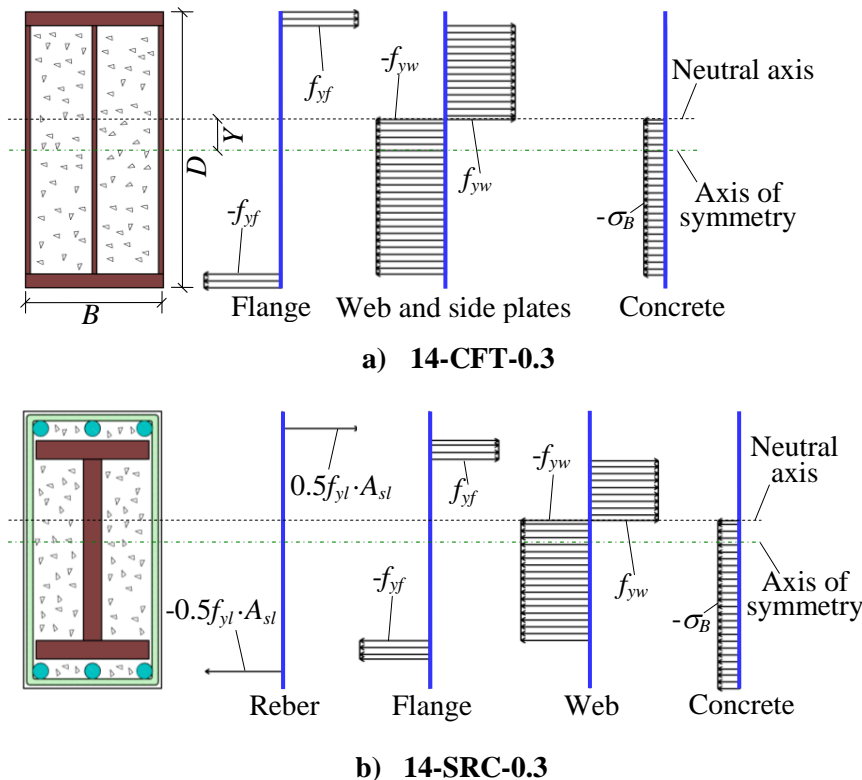 f_yf
-f_yw
Neutral axis
Y
D
f_yw
Axis of
symmetry
-σ_B
-f_yf
B
Flange
Web and side plates
Concrete
a) 14-CFT-0.3
Neutral
axis
-f_yw
0.5f_yl·A_sl
f_yf
f_yw
Axis of
symmetry
-f_yf
-σ_B
-0.5f_yl·A_sl
Reber
Flange
Web
Concrete
b) 14-SRC-0.3